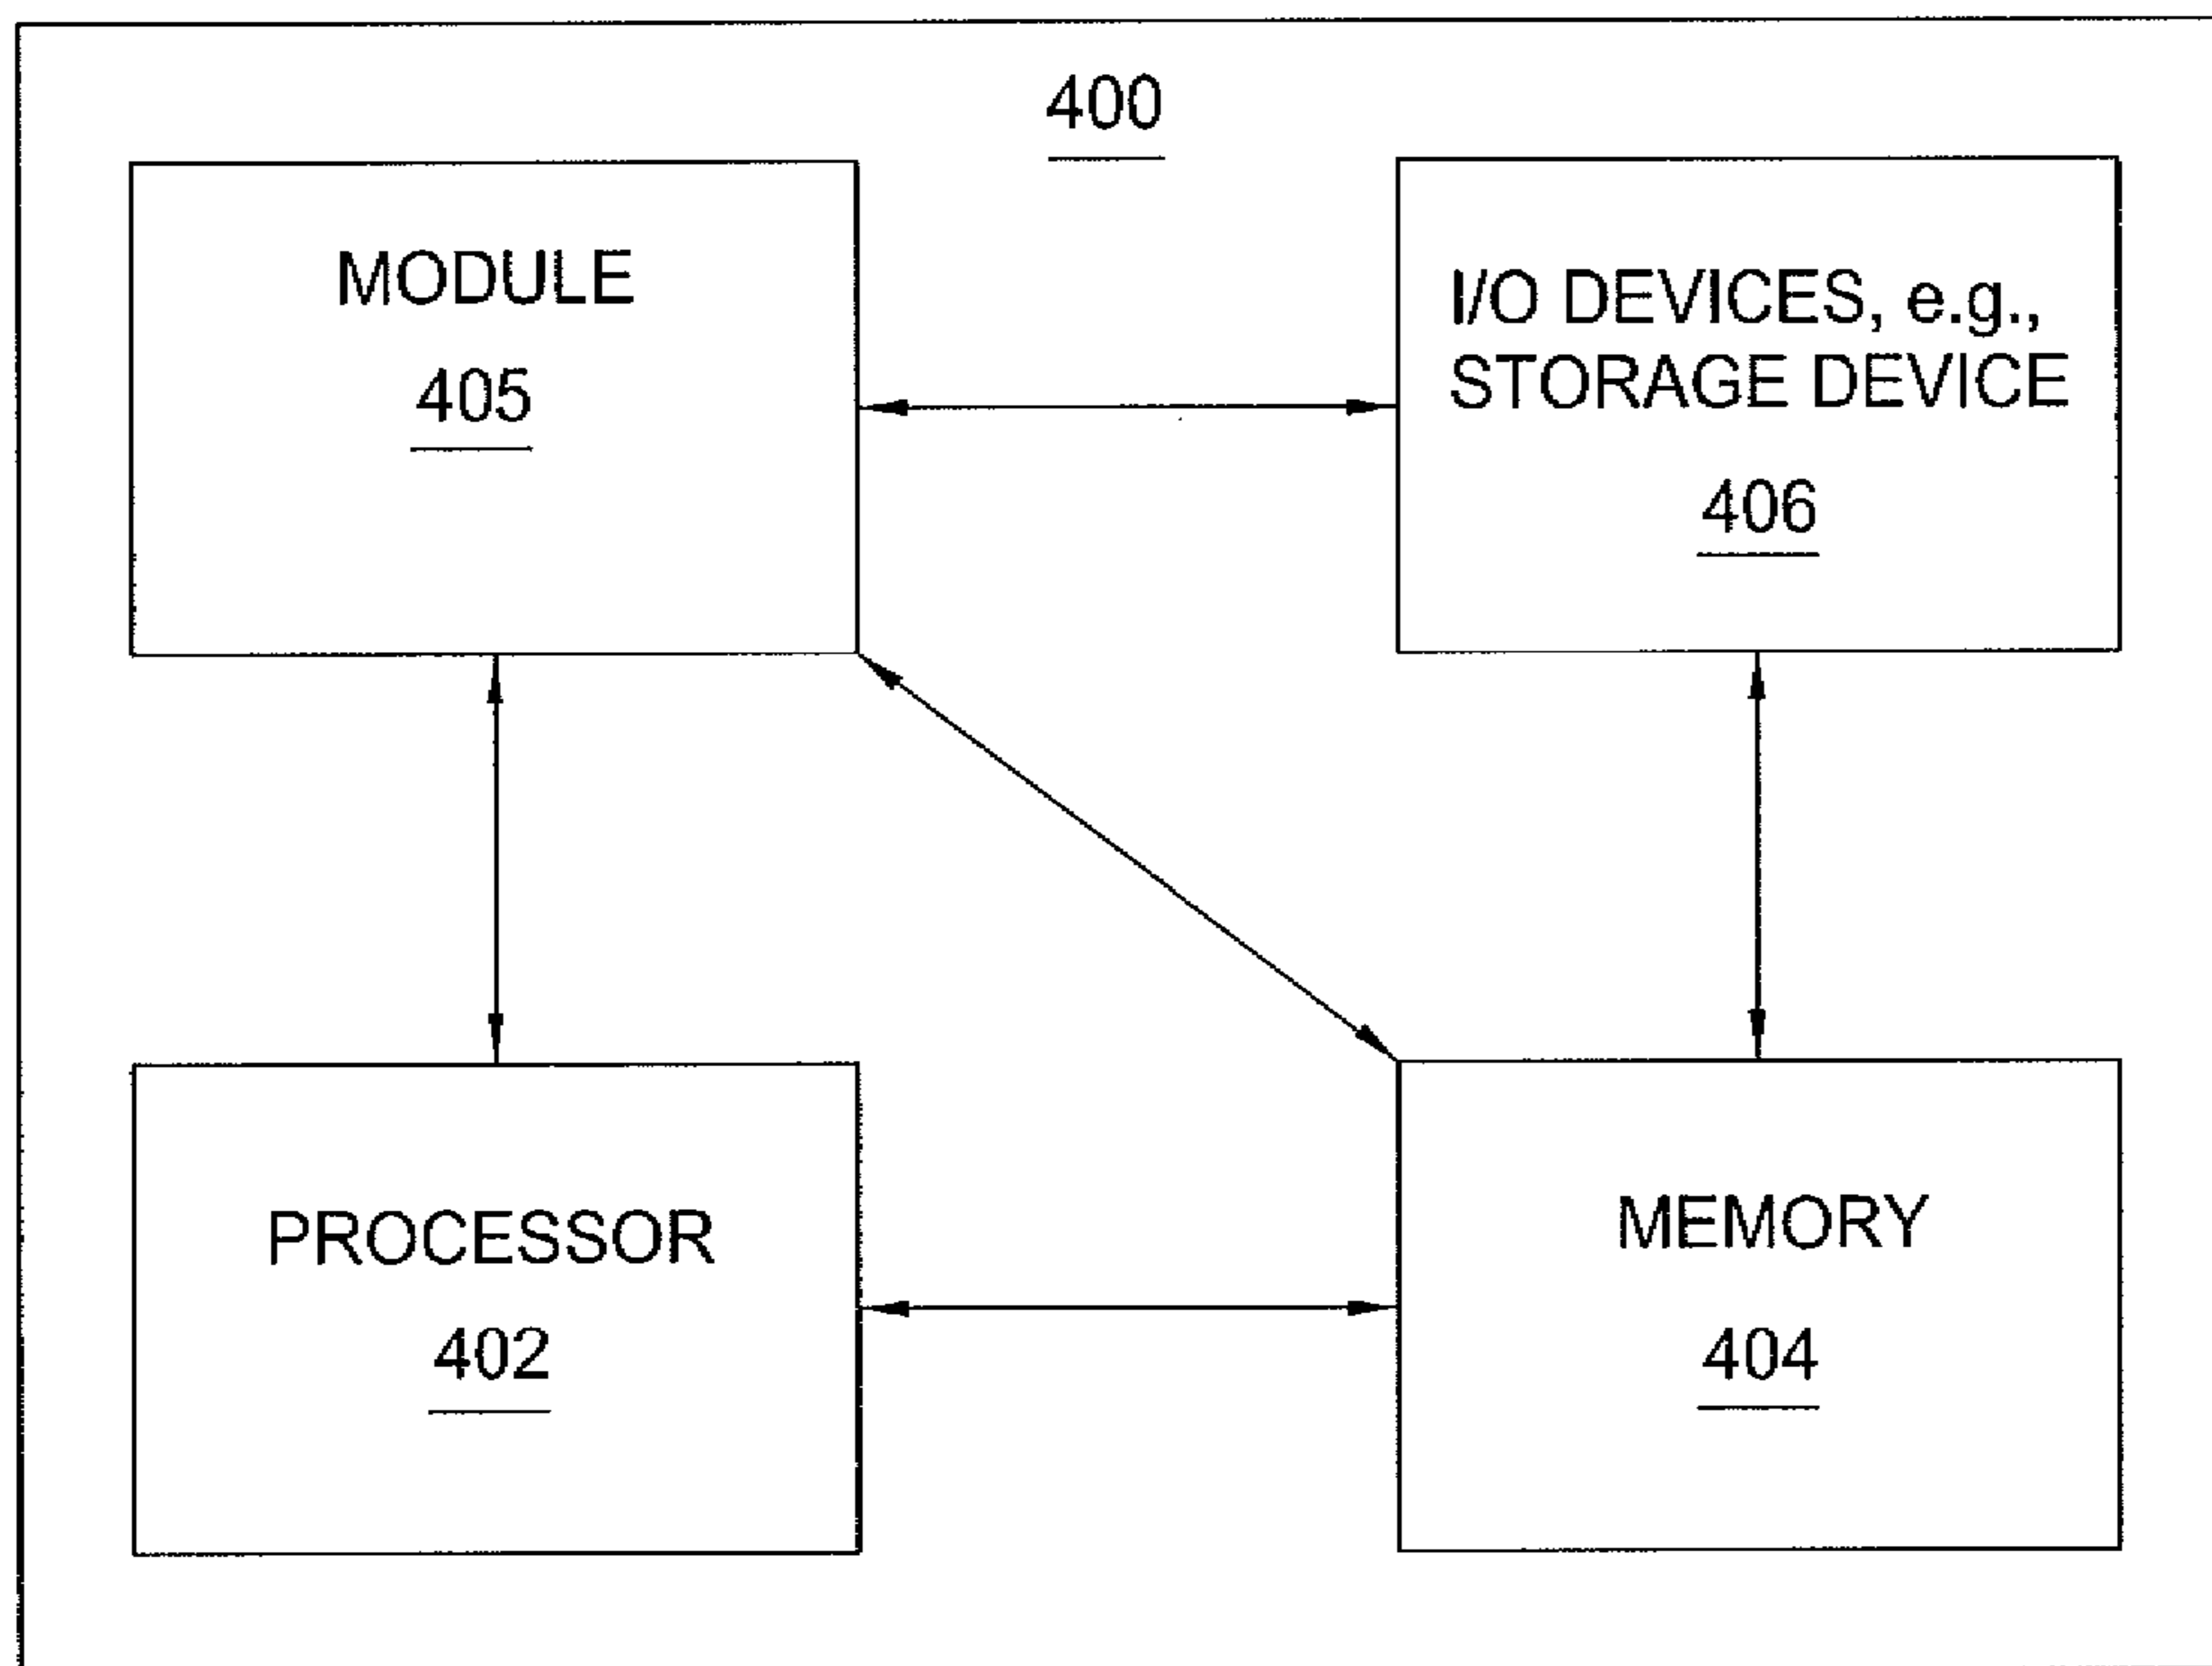 400
MODULE
405
I/O DEVICES, e.g.,
STORAGE DEVICE
406
PROCESSOR
402
MEMORY
404